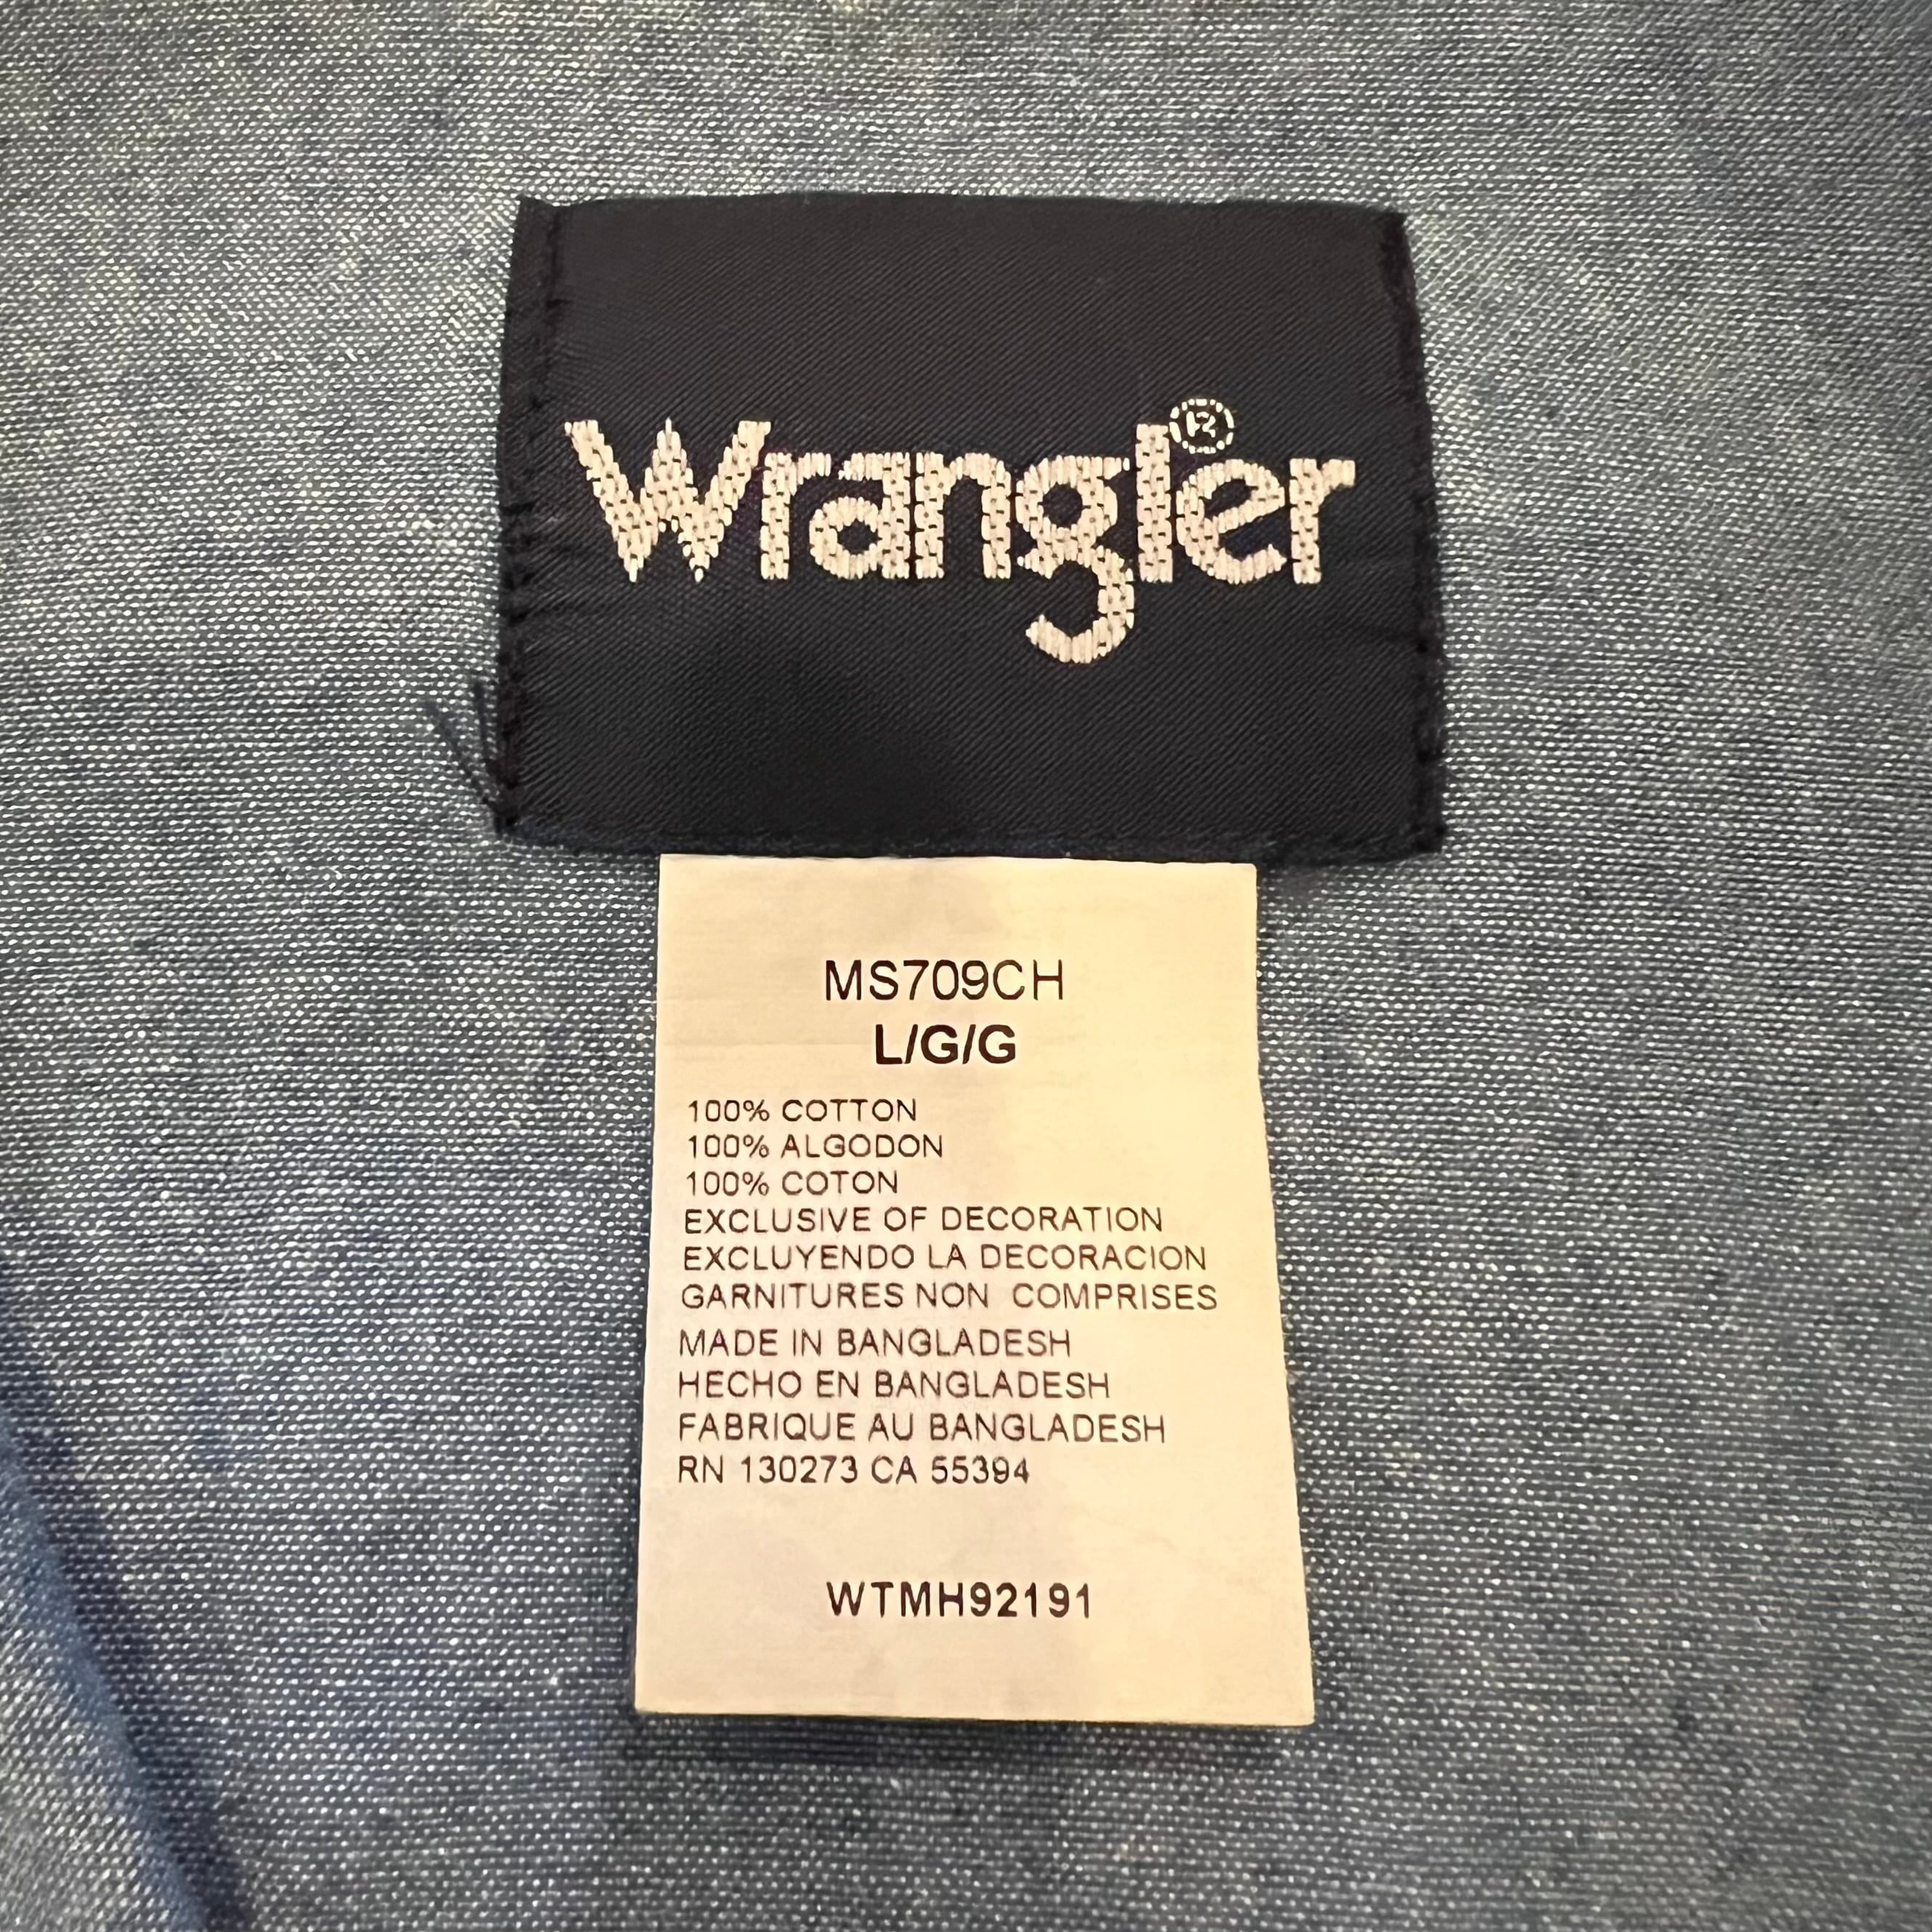 Wrangler®
MS709CH
L/G/G
100% COTTON
100% ALGODON
100% COTON
EXCLUSIVE OF DECORATION
EXCLUYENDO LA DECORACION
GARNITURES NON COMPRISES
MADE IN BANGLADESH
HECHO EN BANGLADESH
FABRIQUE AU BANGLADESH
RN 130273 CA 55394
WTMH92191